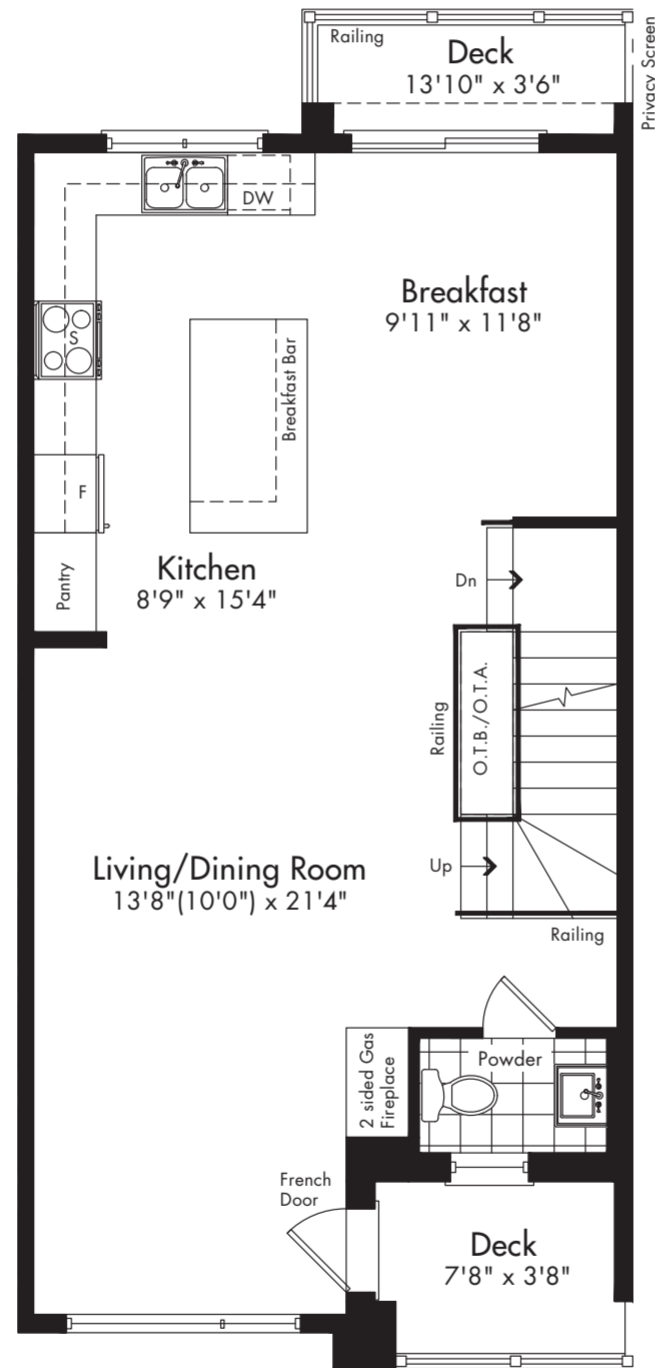 Railing
Deck
13'10" x 3'6"
Privacy Screen
DW
Breakfast
9'11" x 11'8"
S
Breakfast Bar
F
Pantry
Kitchen
8'9" x 15'4"
Dn
Railing
O.T.B./O.T.A.
Up
Living/Dining Room
13'8"(10'0") x 21'4"
Railing
2 sided Gas
Fireplace
Powder
French
Door
Deck
7'8" x 3'8"